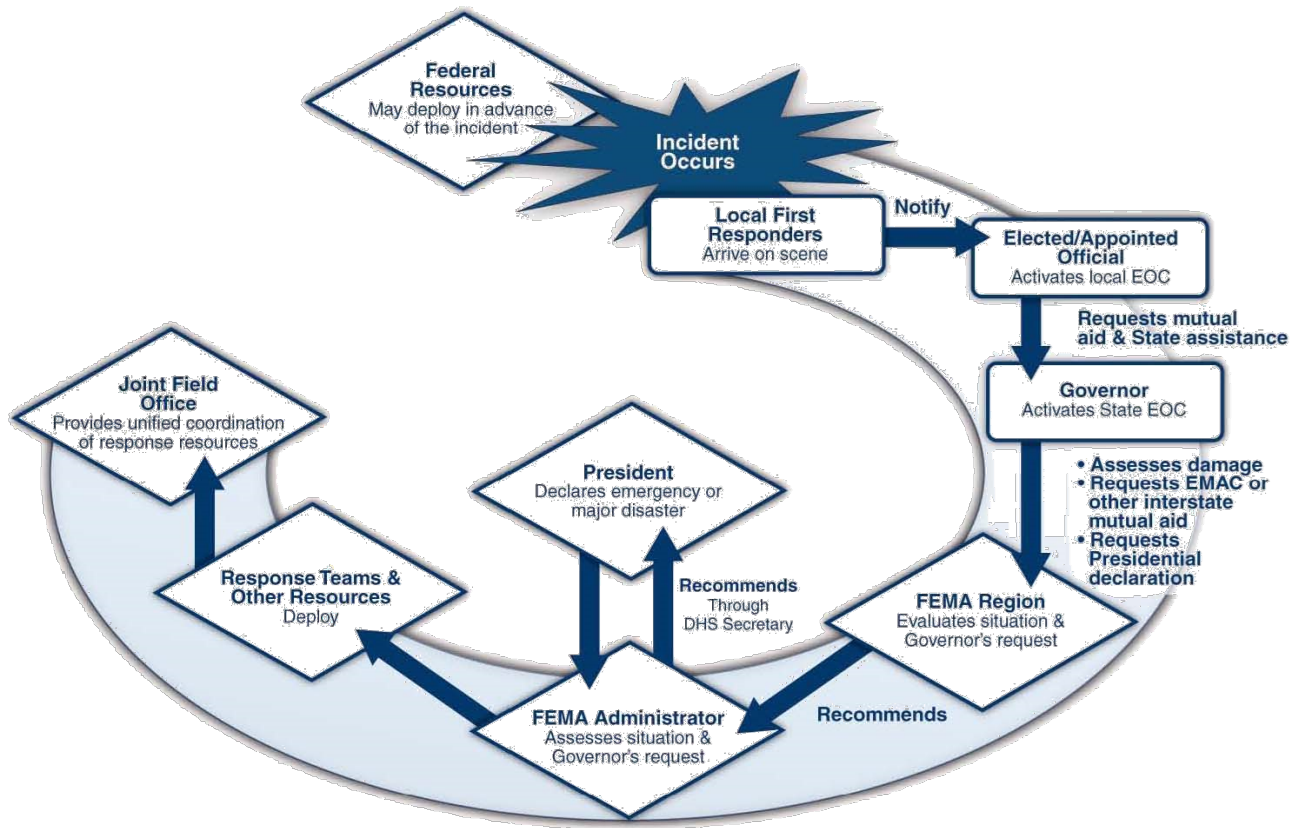 Federal
Resources
May deploy in advance
of the incident
Incident
Occurs
Local First
Responders
Arrive on scene
Notify
Elected/Appointed
Official
Activates local EOC
Requests mutual
aid & State assistance
Governor
Activates State EOC
• Assesses damage
• Requests EMAC or
other interstate
mutual aid
• Requests
Presidential
declaration
FEMA Region
Evaluates situation &
Governor's request
Recommends
FEMA Administrator
Assesses situation &
Governor's request
Recommends
Through
DHS Secretary
President
Declares emergency or
major disaster
Response Teams &
Other Resources
Deploy
Joint Field
Office
Provides unified coordination
of response resources